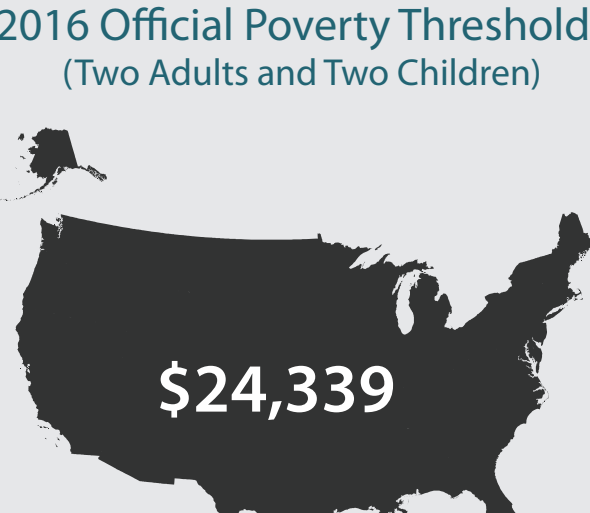 2016 Official Poverty Threshold
(Two Adults and Two Children)
$24,339